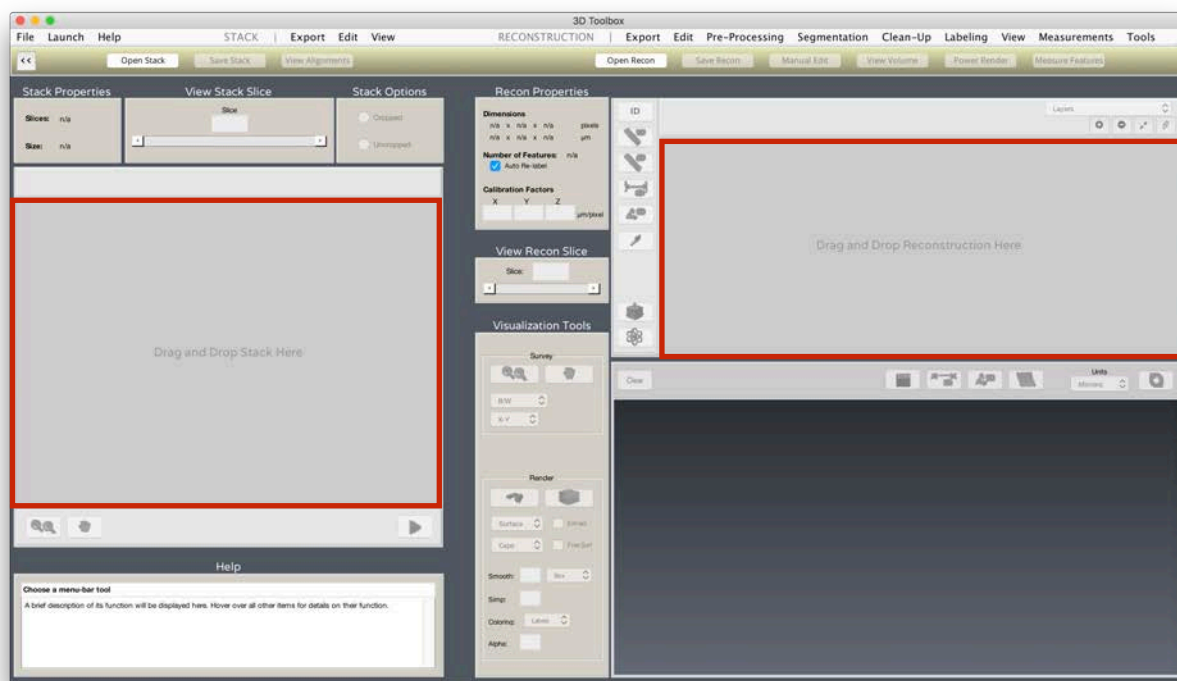 3D Toolbox
File Launch Help STACK | Export Edit View RECONSTRUCTION | Export Edit Pre-Processing Segmentation Clean-Up Labeling View Measurements Tools
<< Open Stack Save Stack View Alignments Open Recon Save Recon Manual Edit View Volume Power Render Measure Features
Stack Properties View Stack Slice Stack Options
Slices: n/a
Size: n/a
Slice
Cropped
Uncropped
Drag and Drop Stack Here
Help
Choose a menu-bar tool
A brief description of its function will be displayed here. Hover over all other items for details on their function.
Recon Properties
Dimensions
n/a x n/a x n/a pixels
n/a x n/a x n/a µm
Number of Features: n/a
Auto Re-label
Calibration Factors
X Y Z
µm/pixel
View Recon Slice
Slice:
Visualization Tools
Survey
B/W
X-Y
Render
Surface
Caps
Smooth: Box
Simp:
Coloring: Labels
Alpha:
ID
Layers
Drag and Drop Reconstruction Here
Clear
Units
Microns